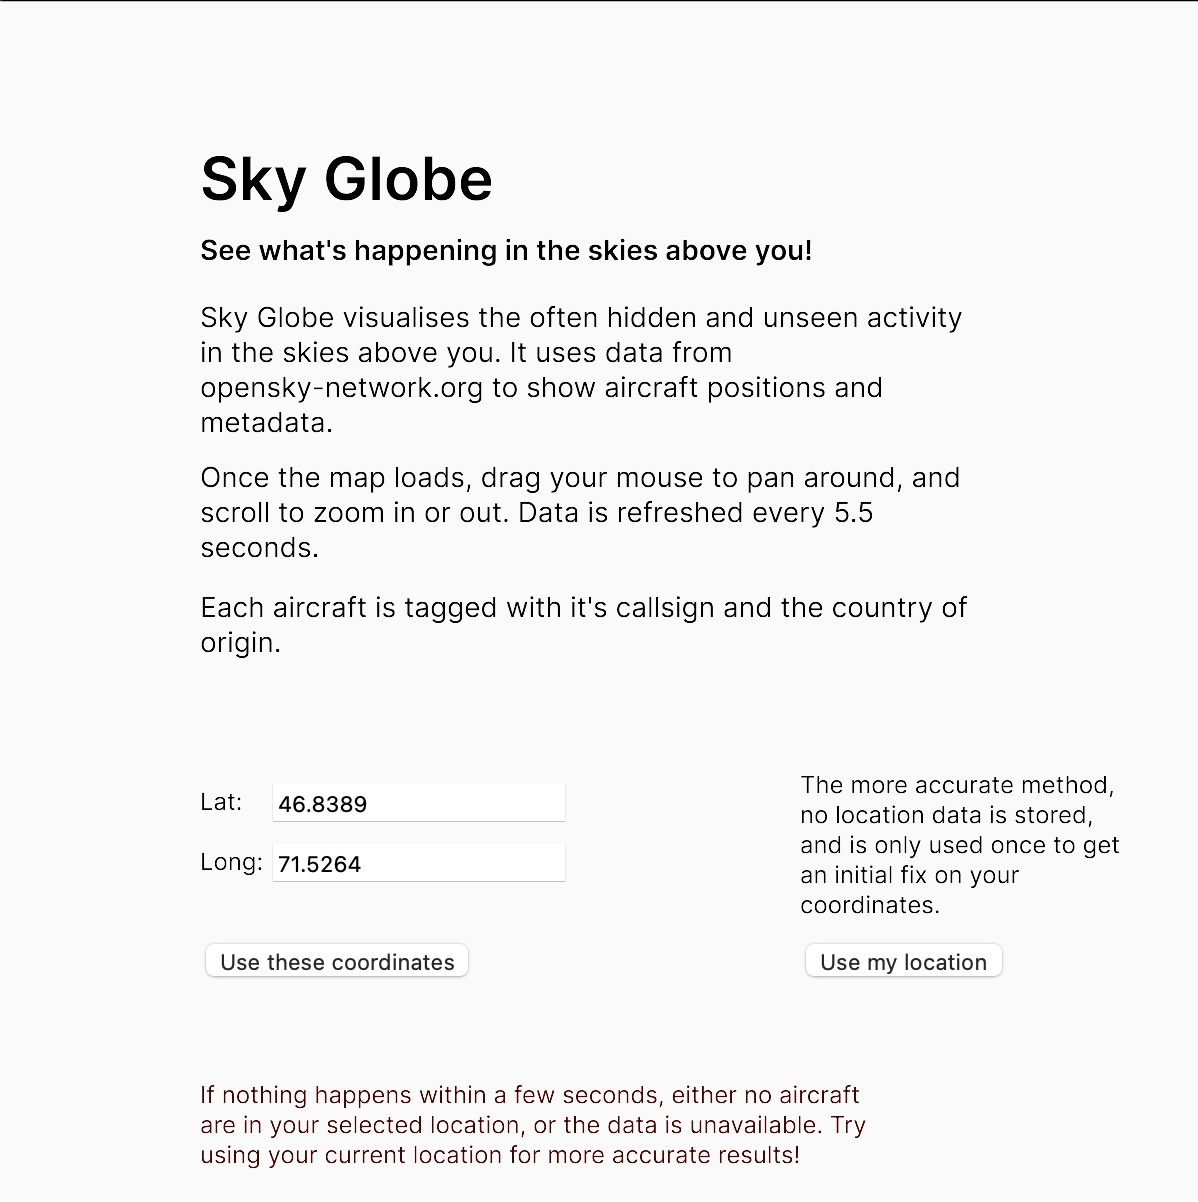 Sky Globe
See what's happening in the skies above you!
Sky Globe visualises the often hidden and unseen activity
in the skies above you. It uses data from
opensky-network.org to show aircraft positions and
metadata.
Once the map loads, drag your mouse to pan around, and
scroll to zoom in or out. Data is refreshed every 5.5
seconds.
Each aircraft is tagged with it's callsign and the country of
origin.
Lat: 46.8389
Long: 71.5264
Use these coordinates
The more accurate method,
no location data is stored,
and is only used once to get
an initial fix on your
coordinates.
Use my location
If nothing happens within a few seconds, either no aircraft
are in your selected location, or the data is unavailable. Try
using your current location for more accurate results!